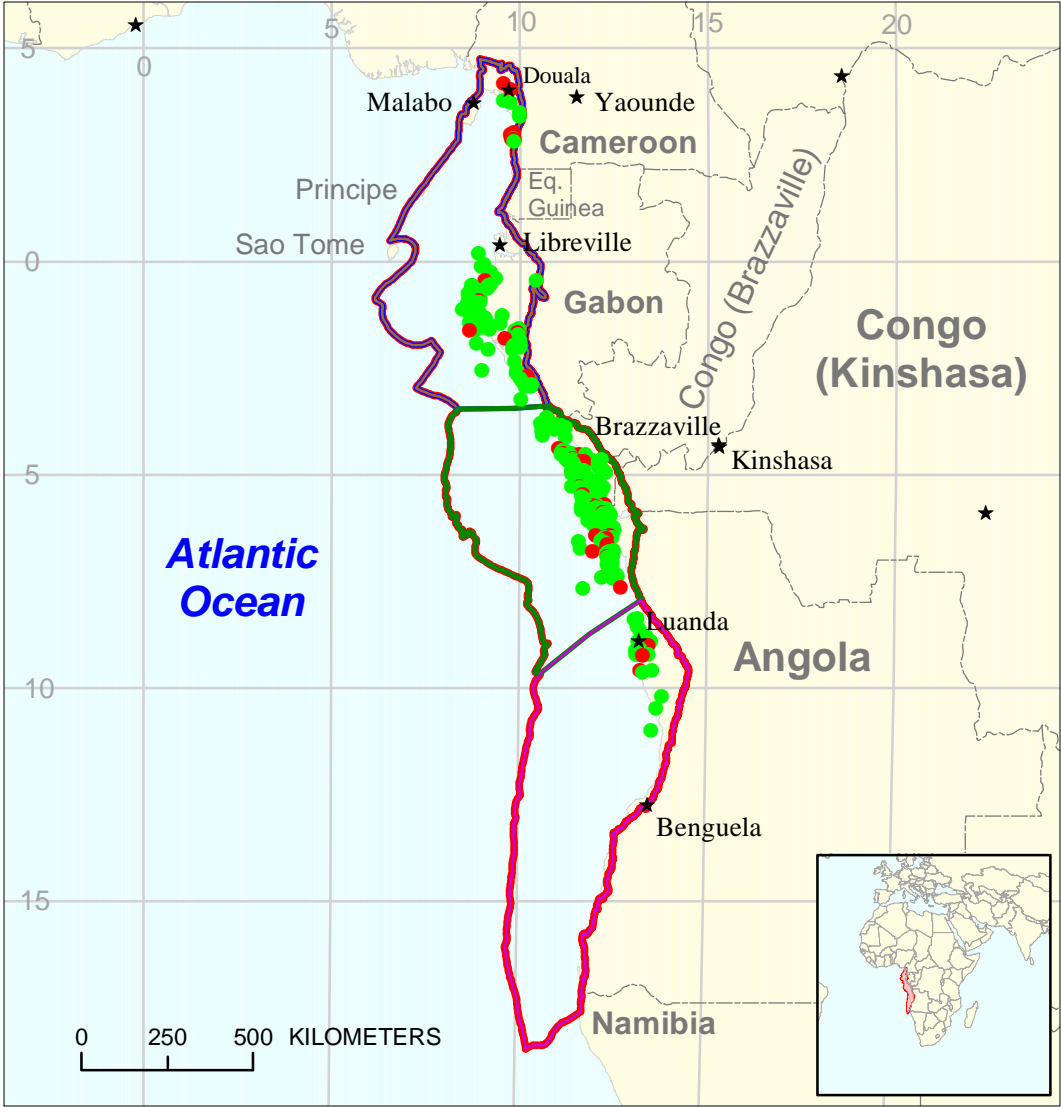 5
10
15
20
5
0
Douala
Malabo
Yaounde
Cameroon
Principe
Eq.
Guinea
Sao Tome
Libreville
0
Gabon
Congo (Brazzaville)
Congo
(Kinshasa)
Brazzaville
Kinshasa
5
Atlantic
Ocean
Luanda
Angola
10
Benguela
15
Namibia
0 250 500 KILOMETERS